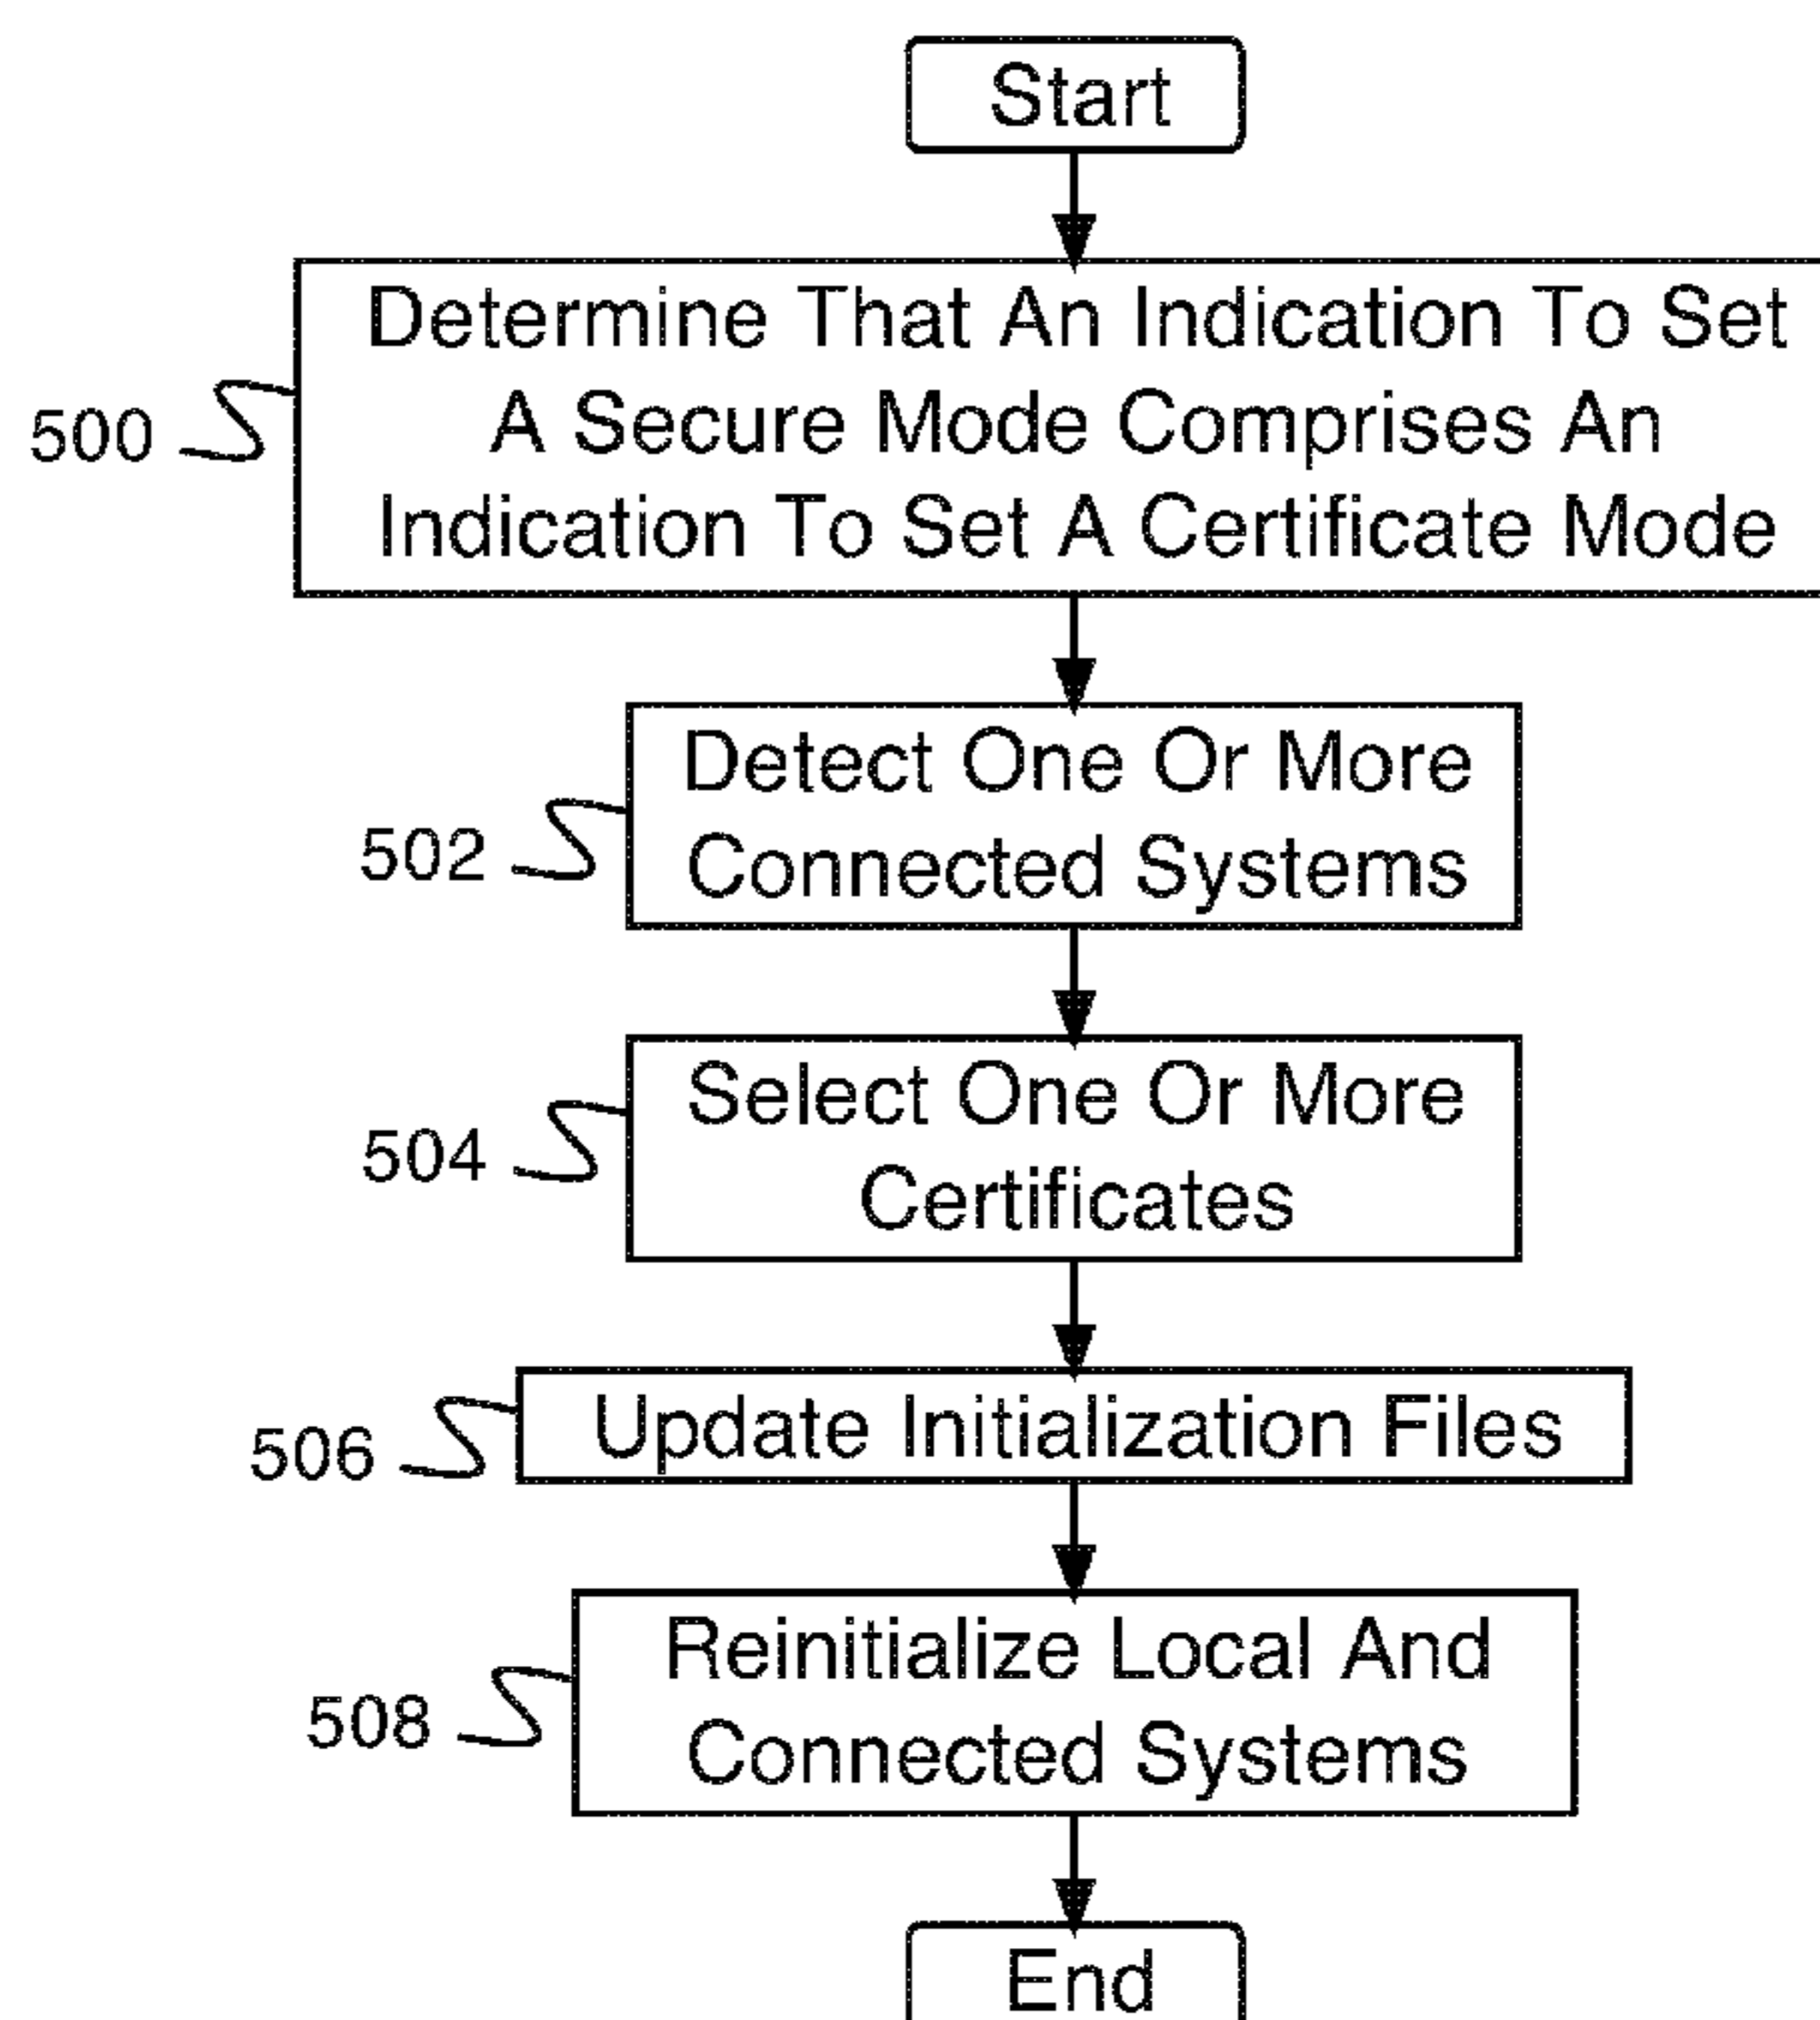 Start
Determine That An Indication To Set
A Secure Mode Comprises An
Indication To Set A Certificate Mode
500
Detect One Or More
Connected Systems
502
Select One Or More
Certificates
504
Update Initialization Files
506
Reinitialize Local And
Connected Systems
508
End